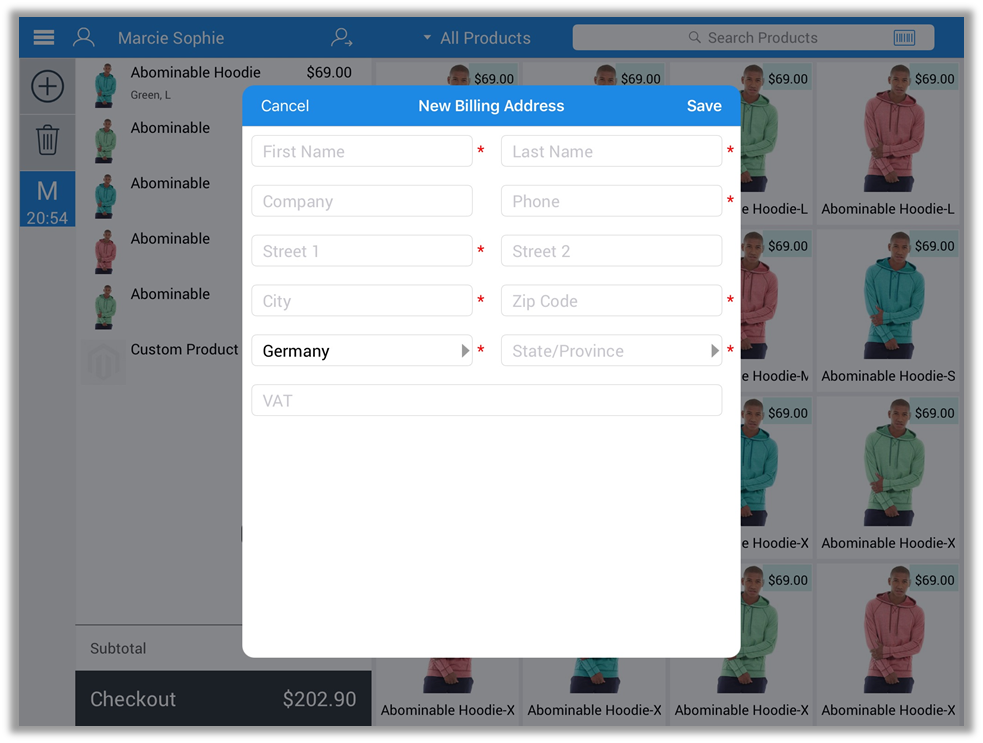 Marcie Sophie
All Products
Search Products
Abominable Hoodie $69.00
Green, L
Abominable
Abominable
Abominable
Abominable
Custom Product
M
20:54
Subtotal
Checkout $202.90
Cancel New Billing Address Save
First Name * Last Name *
Company Phone *
Street 1 * Street 2
City * Zip Code *
Germany * State/Province *
VAT
$69.00 $69.00 $69.00 $69.00
e Hoodie-L Abominable Hoodie-L
$69.00 $69.00
e Hoodie-M Abominable Hoodie-S
$69.00 $69.00
e Hoodie-X Abominable Hoodie-X
$69.00 $69.00
Abominable Hoodie-X Abominable Hoodie-X Abominable Hoodie-X Abominable Hoodie-X